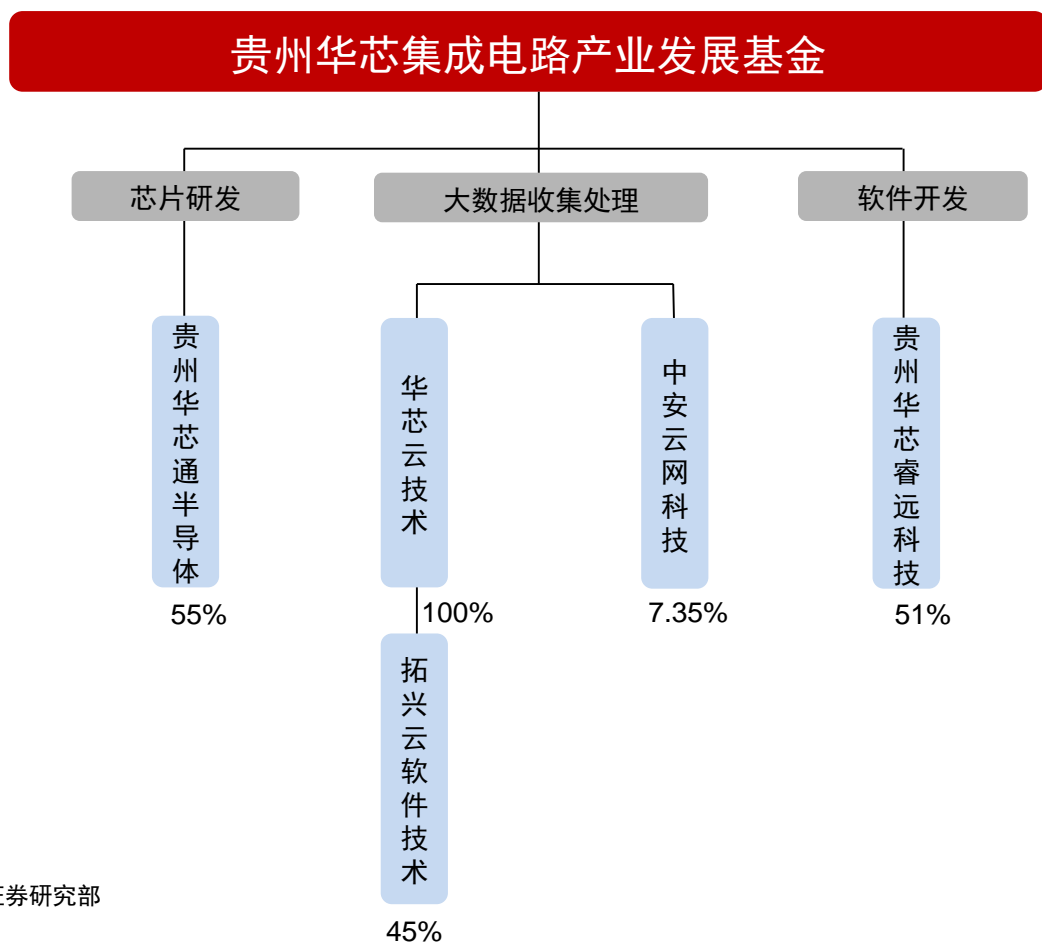 贵州华芯集成电路产业发展基金
芯片研发
大数据收集处理
软件开发
贵州华芯通半导体
华芯云技术
中安云网科技
贵州华芯睿远科技
55%
100%
7.35%
51%
拓兴云软件技术
券研究部
45%